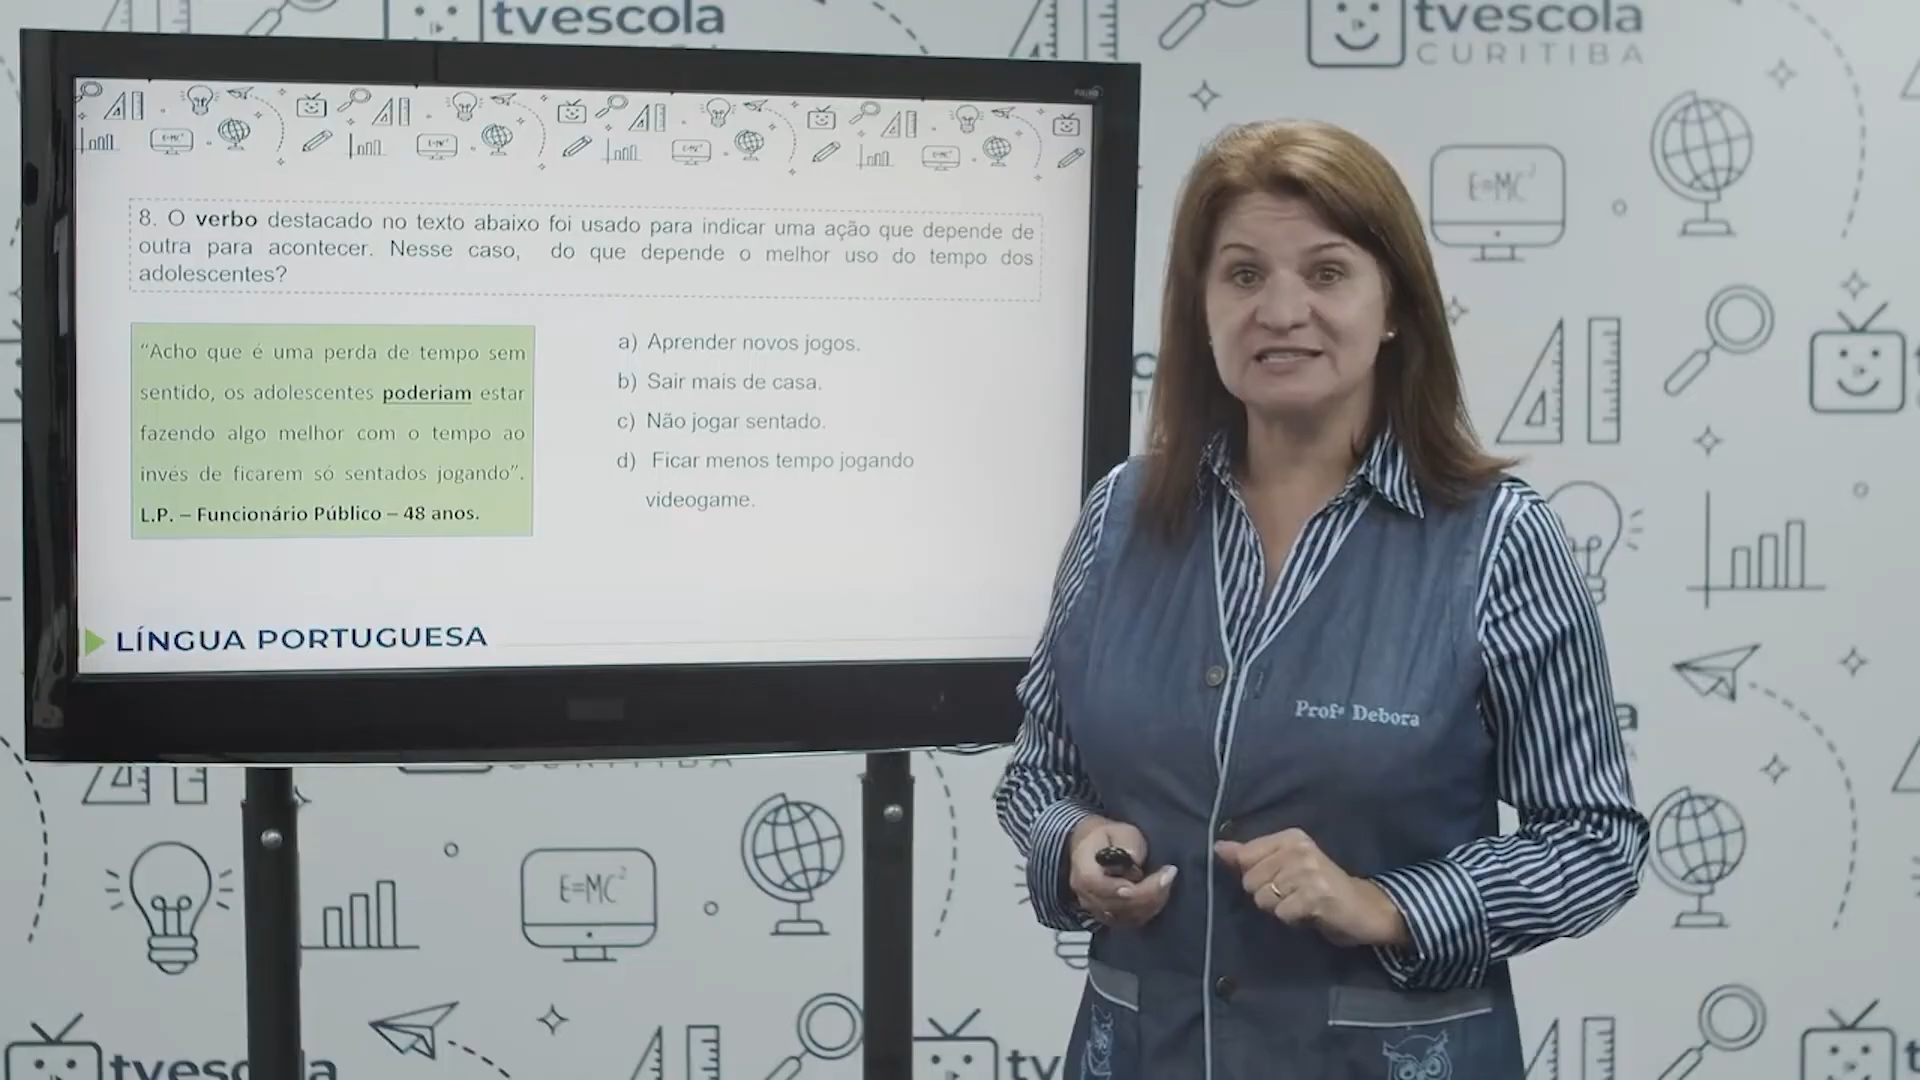 tvescola
tvescola
CURITIBA
E=MC²
8. O verbo destacado no texto abaixo foi usado para indicar uma ação que depende de
outra para acontecer. Nesse caso, do que depende o melhor uso do tempo dos
adolescentes?
“Acho que é uma perda de tempo sem
sentido, os adolescentes poderiam estar
fazendo algo melhor com o tempo ao
invés de ficarem só sentados jogando”.
L.P. – Funcionário Público – 48 anos.
a) Aprender novos jogos.
b) Sair mais de casa.
c) Não jogar sentado.
d) Ficar menos tempo jogando
videogame.
LÍNGUA PORTUGUESA
Profª Debora
E=MC²